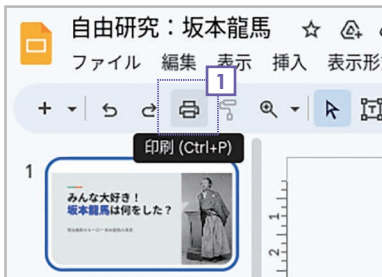 自由研究：坂本龍馬
ファイル 編集 表示 挿入 表示形
1
印刷 (Ctrl+P)
1
みんな大好き！
坂本龍馬は何をした？